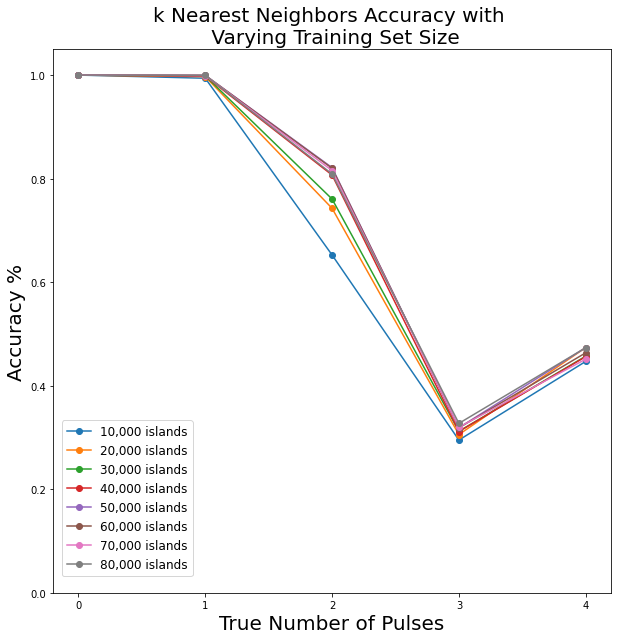 k Nearest Neighbors Accuracy with
Varying Training Set Size
1.0
0.8
0.6
0.4
0.2
0.0
Accuracy %
10,000 islands
20,000 islands
30,000 islands
40,000 islands
50,000 islands
60,000 islands
70,000 islands
80,000 islands
0 1 2 3 4
True Number of Pulses